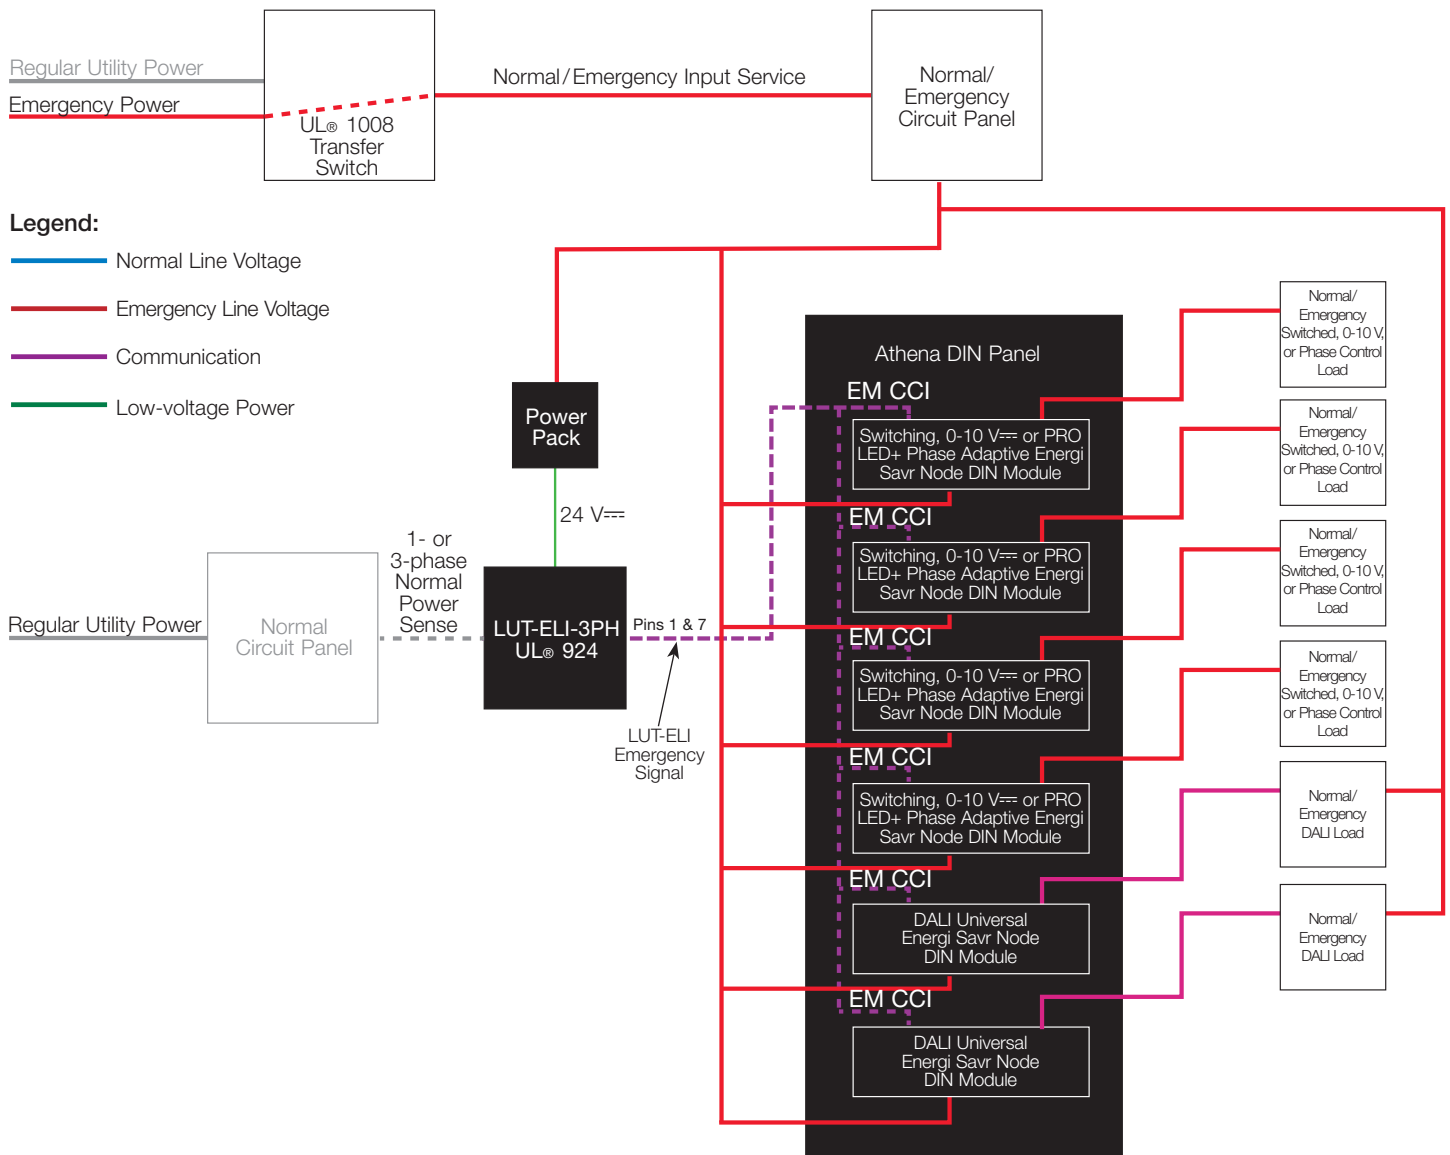 Regular Utility Power
Emergency Power
UL® 1008
Transfer
Switch
Normal/Emergency Input Service
Normal/
Emergency
Circuit Panel
Legend:
Normal Line Voltage
Emergency Line Voltage
Communication
Low-voltage Power
Power
Pack
24 V⎓
1- or
3-phase
Normal
Power
Sense
Regular Utility Power
Normal
Circuit Panel
LUT-ELI-3PH
UL® 924
Pins 1 & 7
LUT-ELI
Emergency
Signal
Athena DIN Panel
EM CCI
Switching, 0-10 V⎓ or PRO
LED+ Phase Adaptive Energi
Savr Node DIN Module
EM CCI
Switching, 0-10 V⎓ or PRO
LED+ Phase Adaptive Energi
Savr Node DIN Module
EM CCI
Switching, 0-10 V⎓ or PRO
LED+ Phase Adaptive Energi
Savr Node DIN Module
EM CCI
Switching, 0-10 V⎓ or PRO
LED+ Phase Adaptive Energi
Savr Node DIN Module
EM CCI
DALI Universal
Energi Savr Node
DIN Module
EM CCI
DALI Universal
Energi Savr Node
DIN Module
Normal/
Emergency
Switched, 0-10 V,
or Phase Control
Load
Normal/
Emergency
Switched, 0-10 V,
or Phase Control
Load
Normal/
Emergency
Switched, 0-10 V,
or Phase Control
Load
Normal/
Emergency
Switched, 0-10 V,
or Phase Control
Load
Normal/
Emergency
DALI Load
Normal/
Emergency
DALI Load